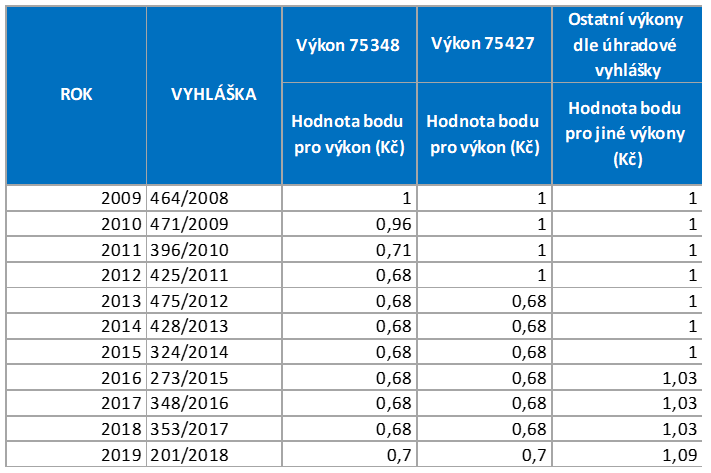 ROK
VYHLÁŠKA
Výkon 75348
Výkon 75427
Ostatní výkony
dle úhradové
vyhlášky
Hodnota bodu
pro výkon (Kč)
Hodnota bodu
pro výkon (Kč)
Hodnota bodu
pro jiné výkony
(Kč)
2009 464/2008 1 1 1
2010 471/2009 0,96 1 1
2011 396/2010 0,71 1 1
2012 425/2011 0,68 1 1
2013 475/2012 0,68 0,68 1
2014 428/2013 0,68 0,68 1
2015 324/2014 0,68 0,68 1
2016 273/2015 0,68 0,68 1,03
2017 348/2016 0,68 0,68 1,03
2018 353/2017 0,68 0,68 1,03
2019 201/2018 0,7 0,7 1,09